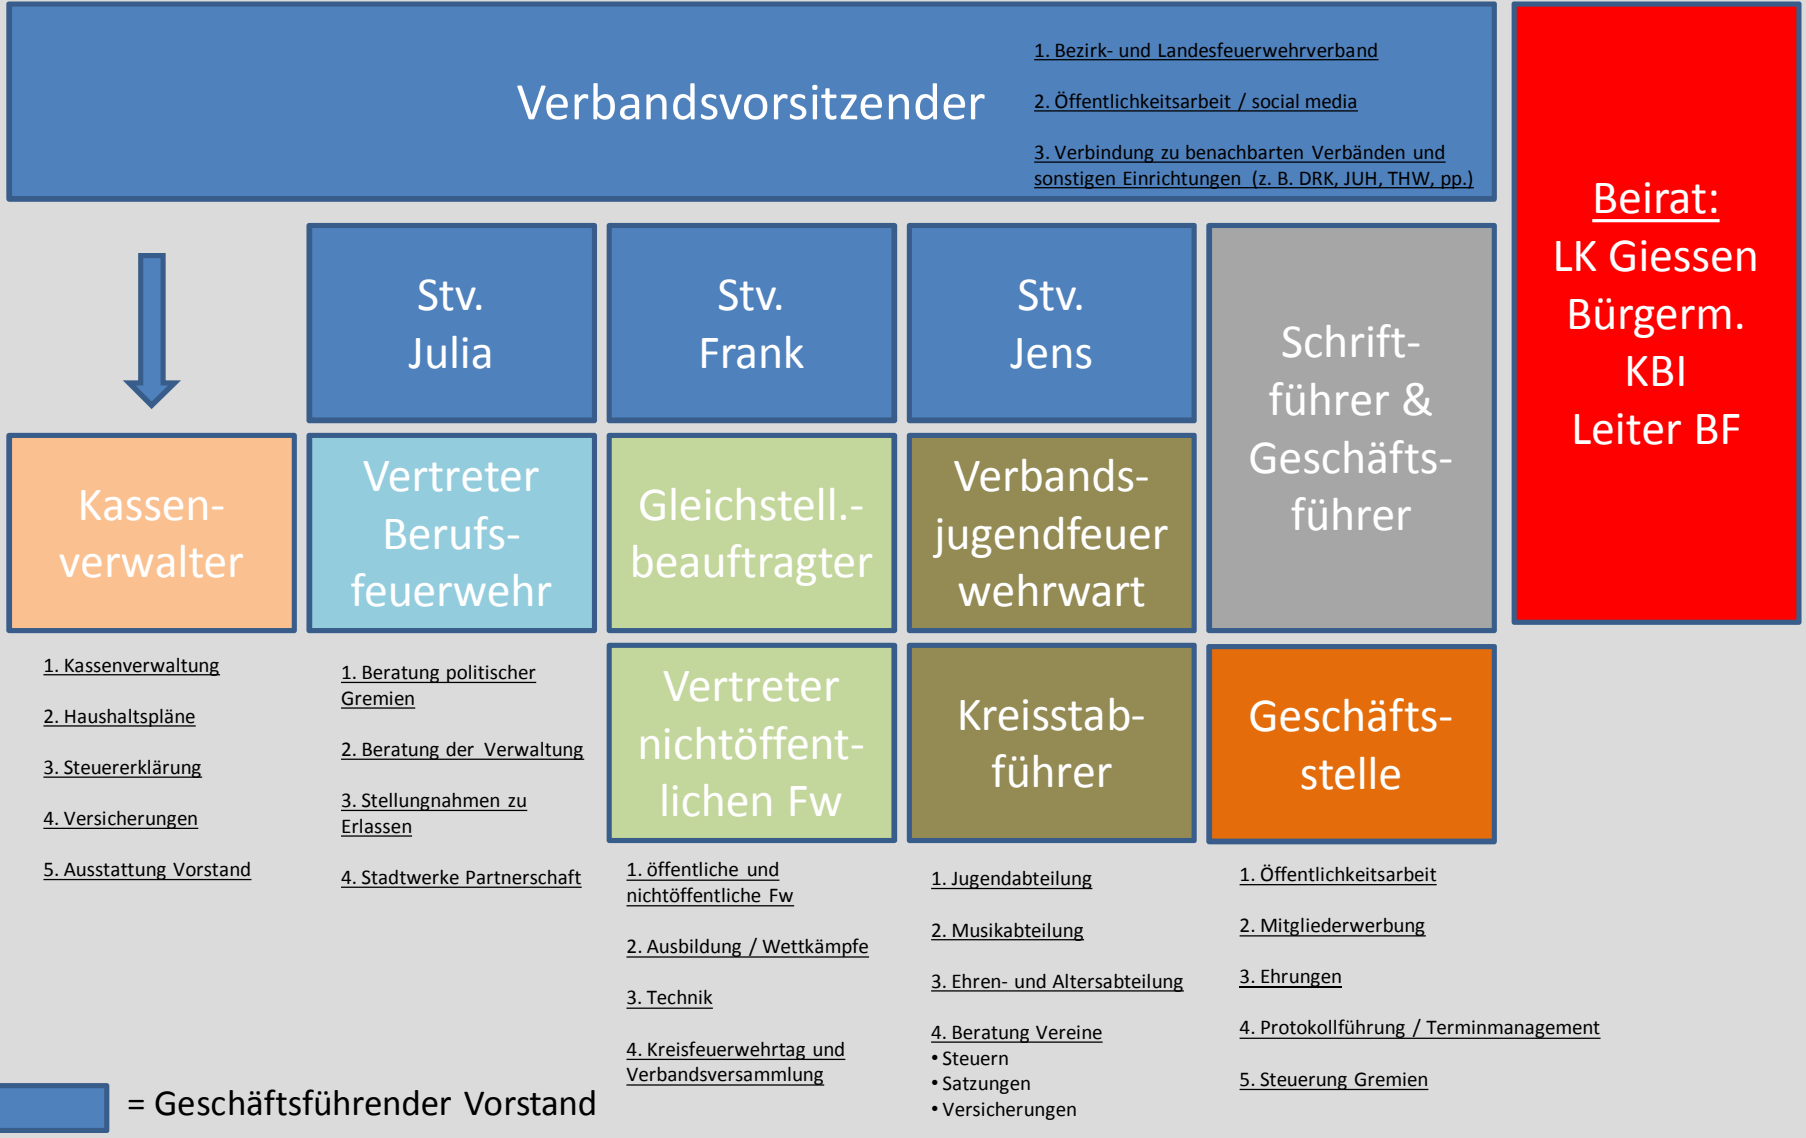 Verbandsvorsitzender
1. Bezirk- und Landesfeuerwehrverband
2. Öffentlichkeitsarbeit / social media
3. Verbindung zu benachbarten Verbänden und
sonstigen Einrichtungen (z. B. DRK, JUH, THW, pp.)
Beirat:
LK Giessen
Bürgerm.
KBI
Leiter BF
Stv.
Julia
Stv.
Frank
Stv.
Jens
Schrift-
führer &
Geschäfts-
führer
Kassen-
verwalter
Vertreter
Berufs-
feuerwehr
Gleichstell.-
beauftragter
Verbands-
jugendfeuer
wehrwart
Vertreter
nichtöffent-
lichen Fw
Kreisstab-
führer
Geschäfts-
stelle
1. Kassenverwaltung
2. Haushaltspläne
3. Steuererklärung
4. Versicherungen
5. Ausstattung Vorstand
1. Beratung politischer
Gremien
2. Beratung der Verwaltung
3. Stellungnahmen zu
Erlassen
4. Stadtwerke Partnerschaft
1. öffentliche und
nichtöffentliche Fw
2. Ausbildung / Wettkämpfe
3. Technik
4. Kreisfeuerwehrtag und
Verbandsversammlung
1. Jugendabteilung
2. Musikabteilung
3. Ehren- und Altersabteilung
4. Beratung Vereine
• Steuern
• Satzungen
• Versicherungen
1. Öffentlichkeitsarbeit
2. Mitgliederwerbung
3. Ehrungen
4. Protokollführung / Terminmanagement
5. Steuerung Gremien
= Geschäftsführender Vorstand